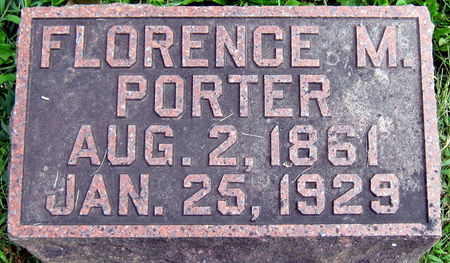 FLORENCE M.
PORTER
AUG. 2, 1861
JAN. 25, 1929